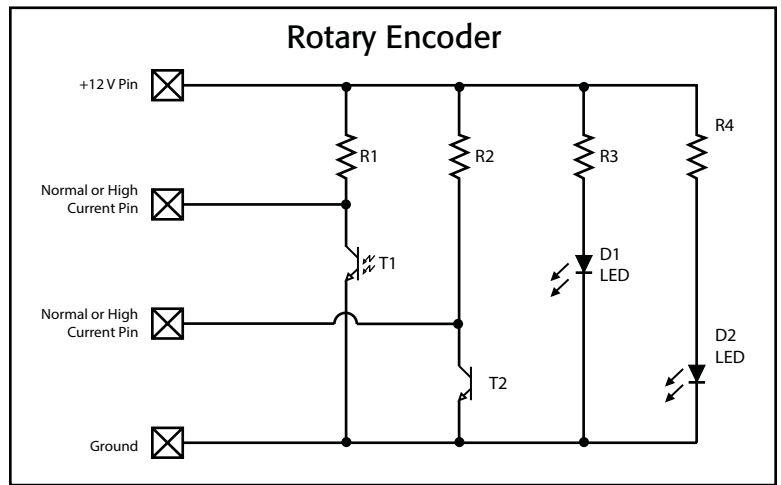 Rotary Encoder
+12 V Pin
R4
R1
R2
R3
Normal or High
Current Pin
D1
LED
T1
Normal or High
Current Pin
D2
LED
T2
Ground